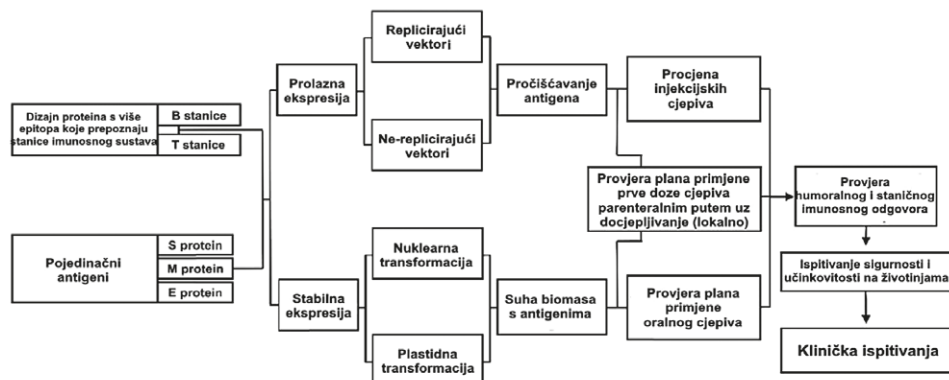 Dizajn proteina s više
epitopa koje prepoznaju
stanice imunosnog sustava
B stanice
T stanice
Pojedinačni
antigeni
S protein
M protein
E protein
Prolazna
ekspresija
Stabilna
ekspresija
Replicirajući
vektori
Ne-replicirajući
vektori
Nuklearna
transformacija
Plastidna
transformacija
Pročišćavanje
antigena
Suha biomasa
s antigenima
Procjena
injekcijskih
cjepiva
Provjera plana primjene
prve doze cjepiva
parenteralnim putem uz
docjepljivanje (lokalno)
Provjera plana
primjene
oralnog cjepiva
Provjera
humoralnog i staničnog
imunosnog odgovora
Ispitivanje sigurnosti i
učinkovitosti na životinjama
Klinička ispitivanja